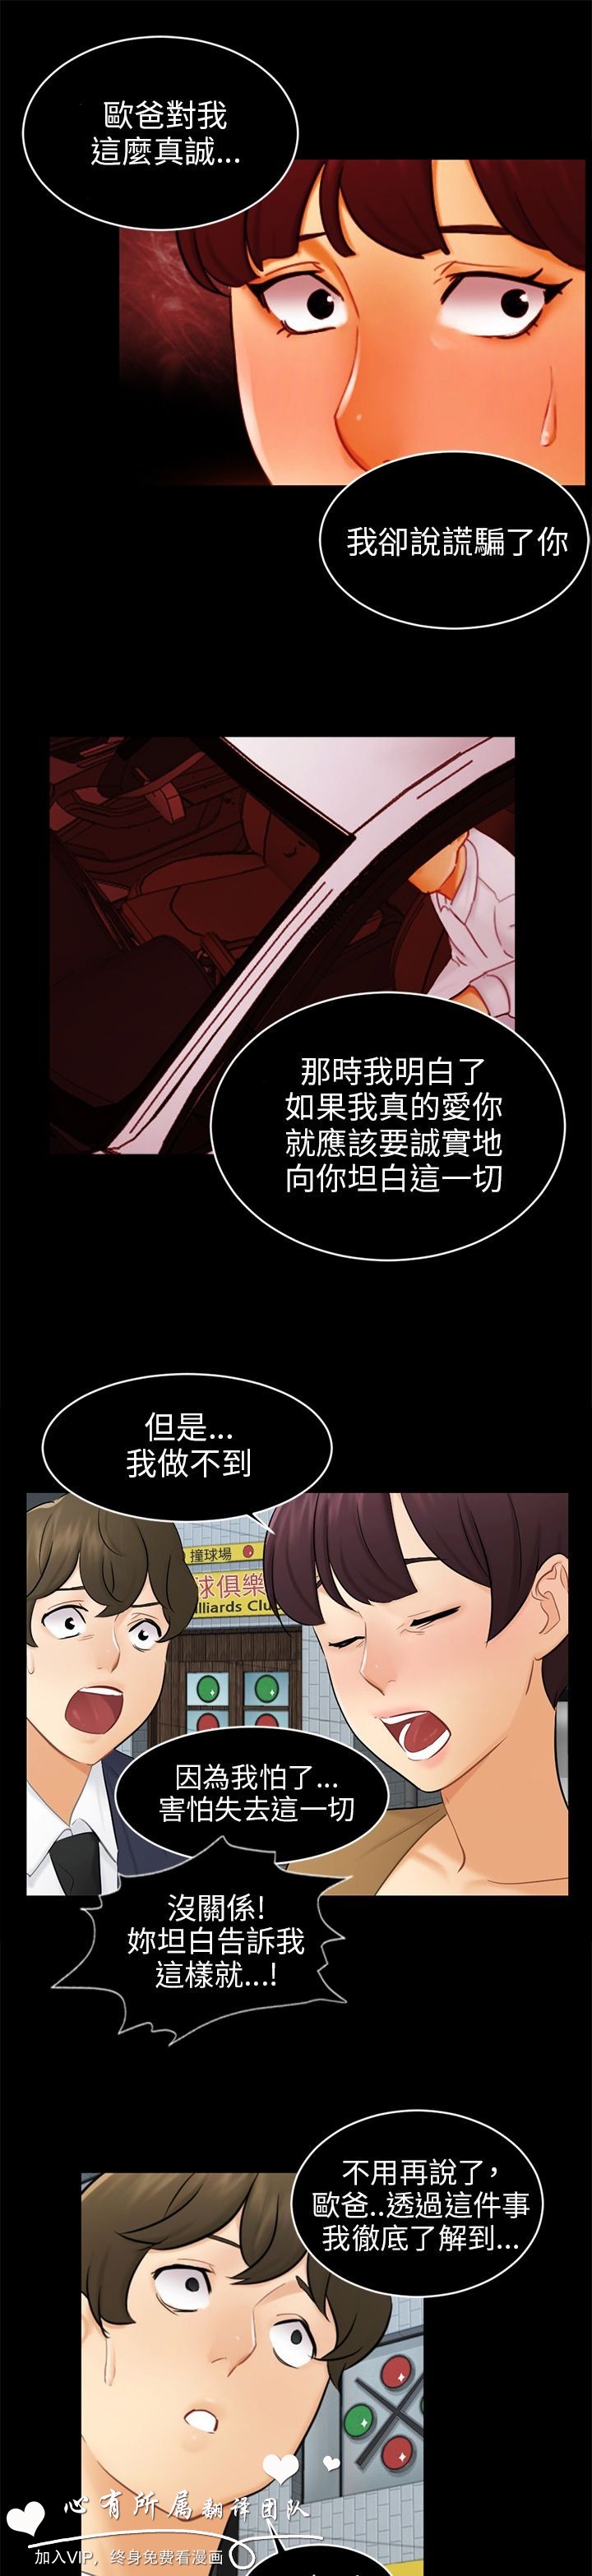 歐爸對我
這麼真誠...
我卻說謊騙了你
那時我明白了
如果我真的愛你
就應該要誠實地
向你坦白這一切
但是...
我做不到
撞球場
球俱樂
lliards Clu
因為我怕了...
害怕失去這一切
沒關係!
妳坦白告訴我
這樣就...!
不用再說了,
歐爸..透過這件事
我徹底了解到...
心有所属翻译团队
加入VIP,终身免费看漫画